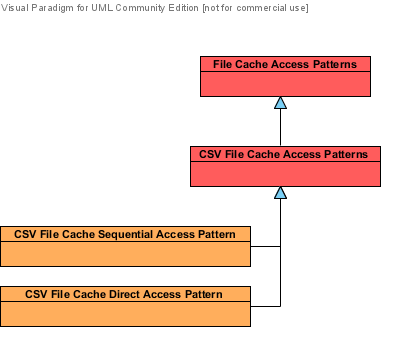 Visual Paradigm for UML Community Edition [not for commercial use]
File Cache Access Patterns
CSV File Cache Access Patterns
CSV File Cache Sequential Access Pattern
CSV File Cache Direct Access Pattern